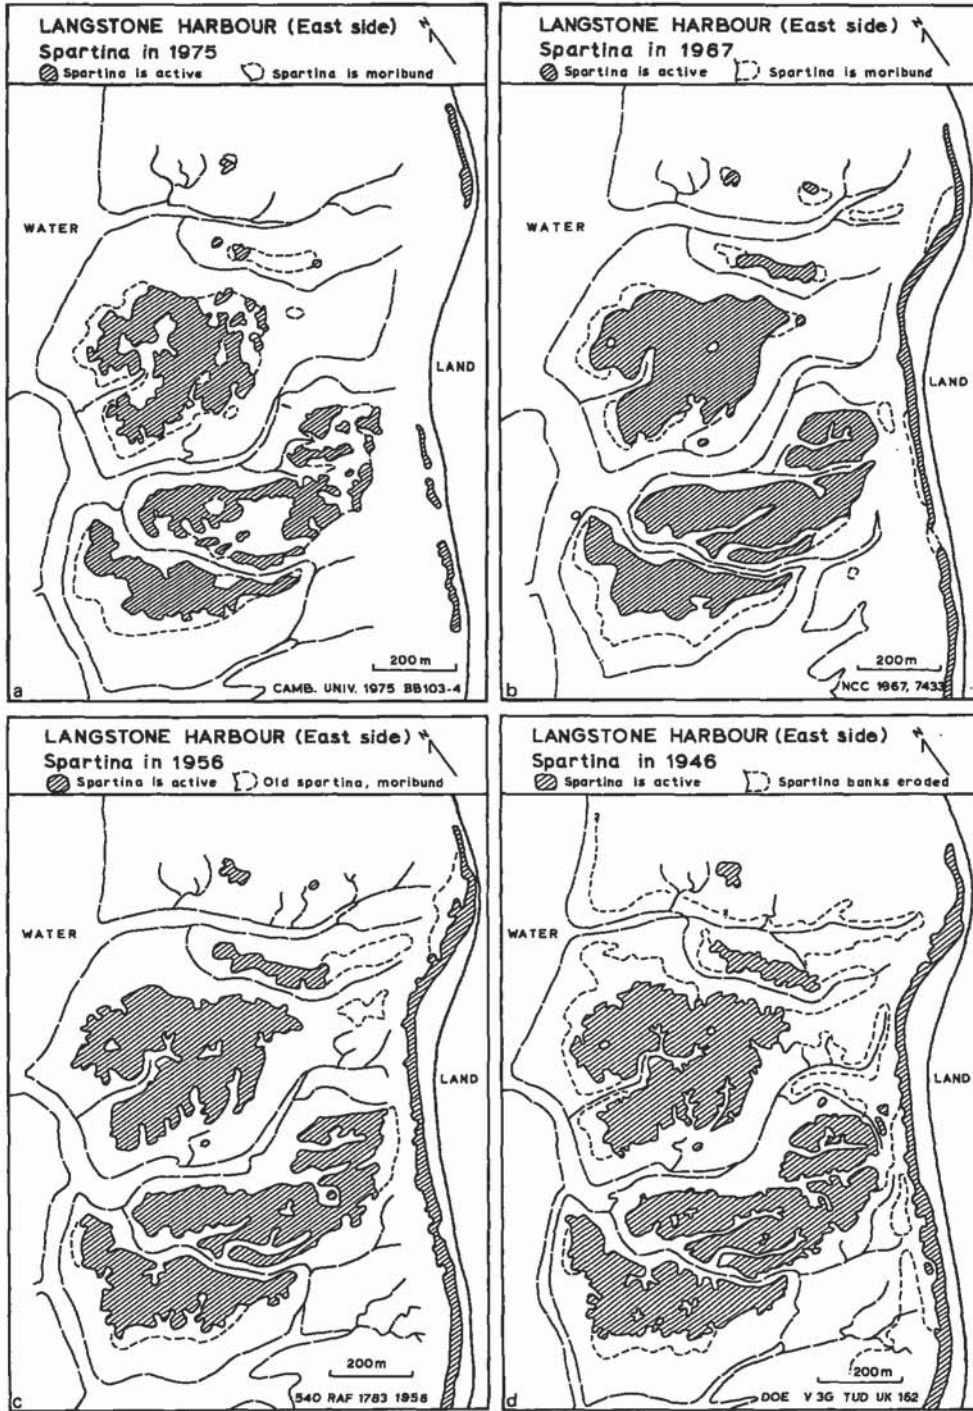 LANGSTONE HARBOUR (East side)
N
Spartina in 1975
Spartina is active Spartina is moribund
WATER
LAND
200m
a
CAMB. UNIV. 1975 BB103-4
LANGSTONE HARBOUR (East side)
N
Spartina in 1967
Spartina is active Spartina is moribund
WATER
LAND
200m
b
NCC 1967, 7433
LANGSTONE HARBOUR (East side)
N
Spartina in 1956
Spartina is active Old spartina, moribund
WATER
LAND
200m
c
540 RAF 1783 1956
LANGSTONE HARBOUR (East side)
N
Spartina in 1946
Spartina is active Spartina banks eroded
WATER
LAND
200m
d
DOE V 3G TUD UK 162